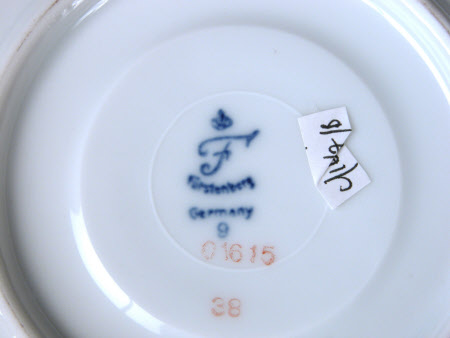 F
Fürstenberg
Germany
9
01615
38